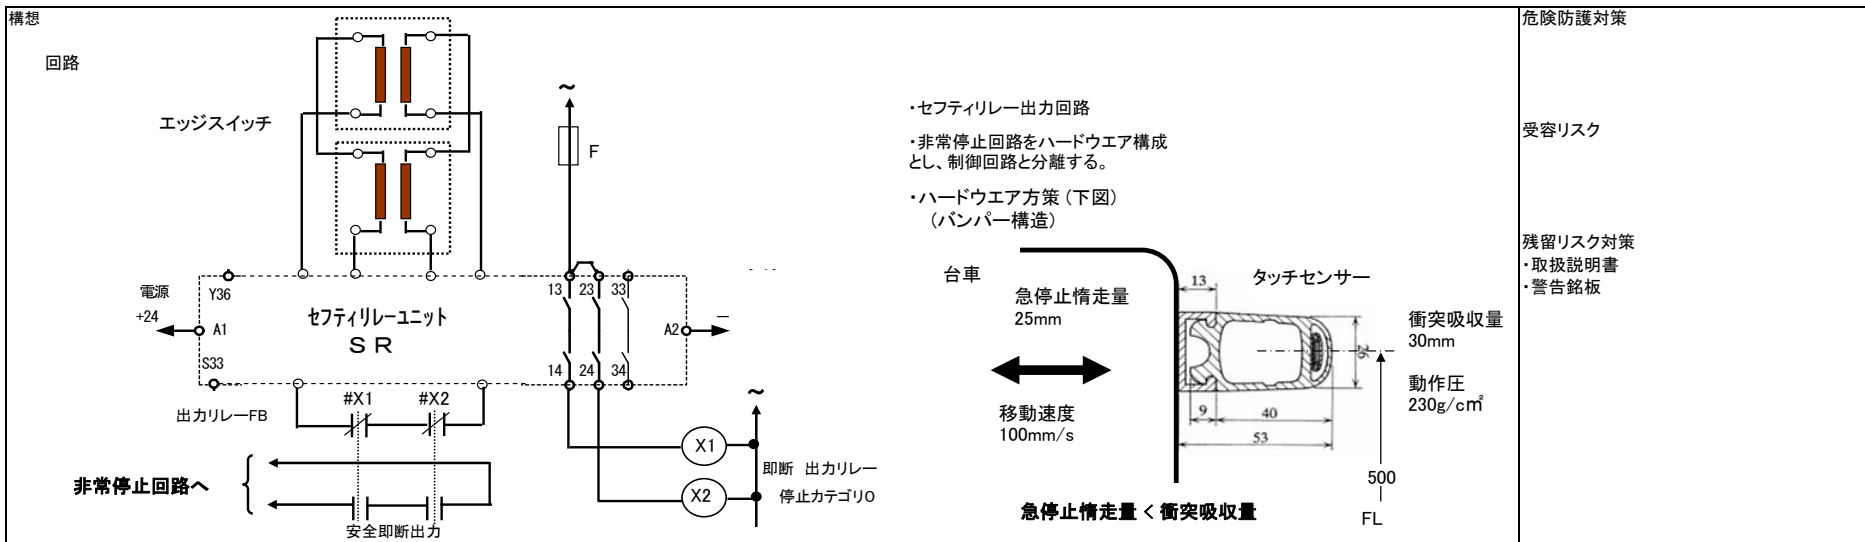 構想
回路
エッジスイッチ
~
F
Y36
電源
+24
A1
S33
セフティリレーユニット
SR
13
23
33
14
24
34
A2
－
出力リレーFB
#X1
#X2
非常停止回路へ
安全即断出力
~
X1
X2
即断 出力リレー
停止カテゴリ0
・セフティリレー出力回路
・非常停止回路をハードウエア構成
とし、制御回路と分離する。
・ハードウエア方策（下図）
（バンパー構造）
台車
急停止惰走量
25mm
移動速度
100mm/s
タッチセンサー
13
26
9
40
53
衝突吸収量
30mm
動作圧
230g/c㎡
500
FL
急停止惰走量 < 衝突吸収量
危険防護対策
受容リスク
残留リスク対策
・取扱説明書
・警告銘板